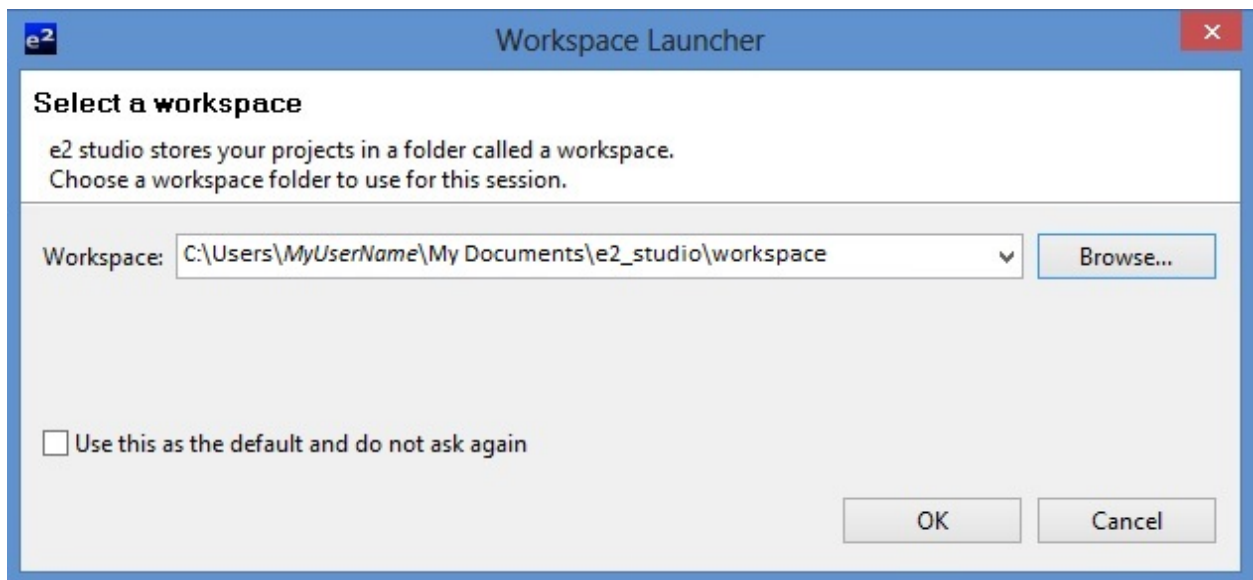 e²
Workspace Launcher
Select a workspace
e2 studio stores your projects in a folder called a workspace.
Choose a workspace folder to use for this session.
Workspace: C:\Users\MyUserName\My Documents\e2_studio\workspace Browse...
Use this as the default and do not ask again
OK Cancel